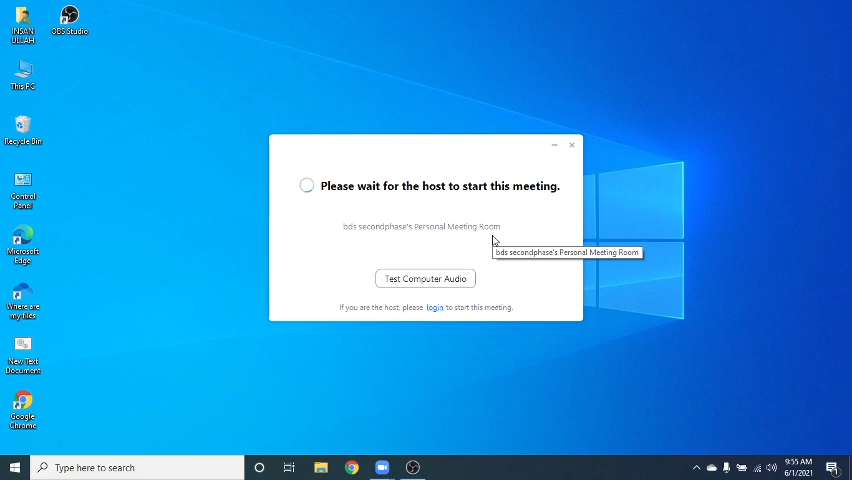 INSAN
ULLAH
OBS Studio
This PC
Recycle Bin
Control
Panel
Microsoft
Edge
Where are
my files
New Text
Document
Google
Chrome
Please wait for the host to start this meeting.
bds secondphase's Personal Meeting Room
bds secondphase's Personal Meeting Room
Test Computer Audio
If you are the host, please login to start this meeting.
Type here to search
9:55 AM
6/1/2021
1